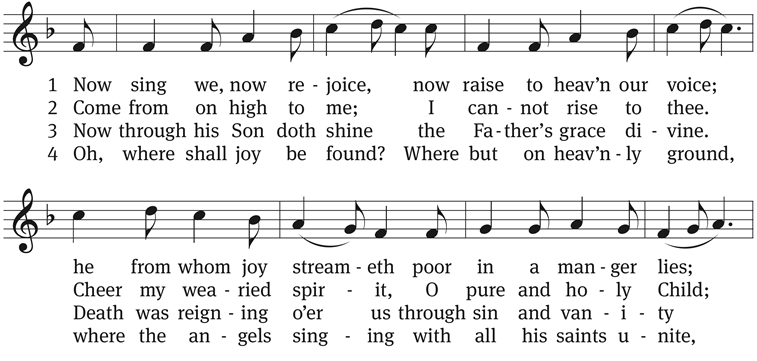 1 Now sing we, now re - joice, now raise to heav’n our voice;
2 Come from on high to me; I can - not rise to thee.
3 Now through his Son doth shine the Fa - ther’s grace di - vine.
4 Oh, where shall joy be found? Where but on heav’n - ly ground,
he from whom joy stream - eth poor in a man - ger lies;
Cheer my wea - ried spir - it, O pure and ho - ly Child;
Death was reign - ing o’er us through sin and van - i - ty
where the an - gels sing - ing with all his saints u - nite,